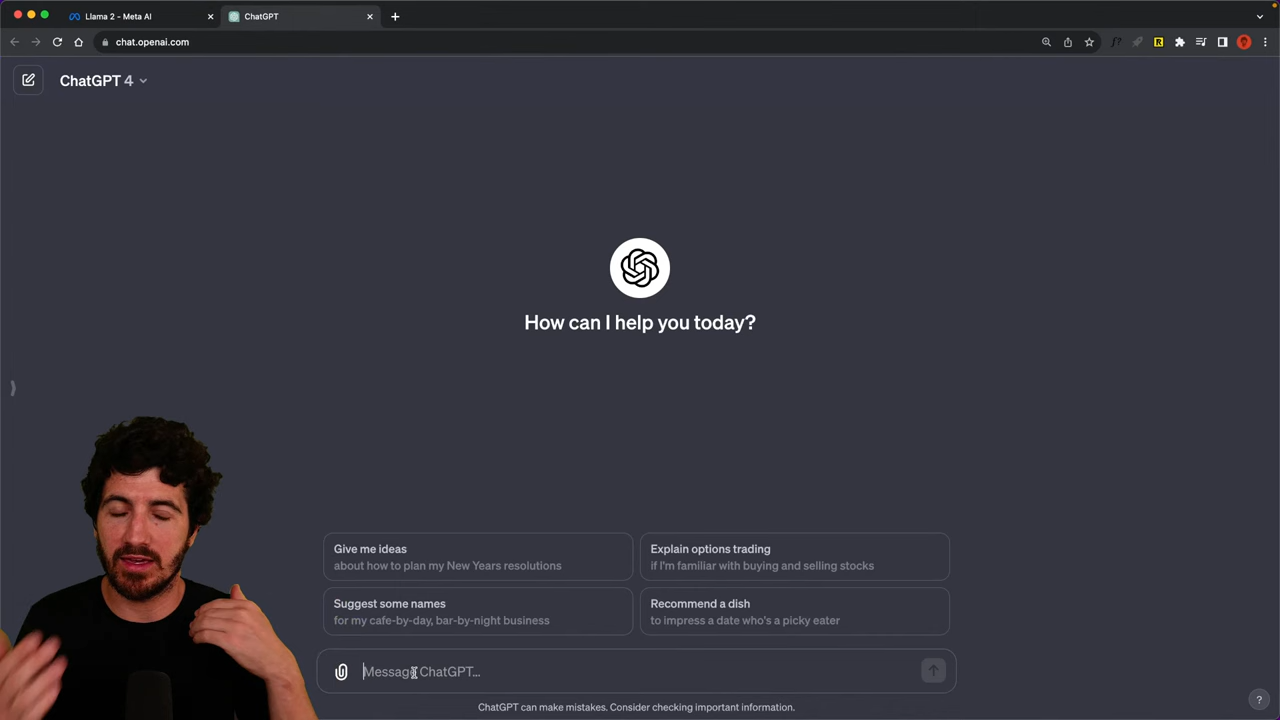 Llama 2 - Meta AI
ChatGPT
chat.openai.com
ChatGPT 4
How can I help you today?
Give me ideas
about how to plan my New Years resolutions
Explain options trading
if I'm familiar with buying and selling stocks
Suggest some names
for my cafe-by-day, bar-by-night business
Recommend a dish
to impress a date who's a picky eater
Message ChatGPT...
ChatGPT can make mistakes. Consider checking important information.
?